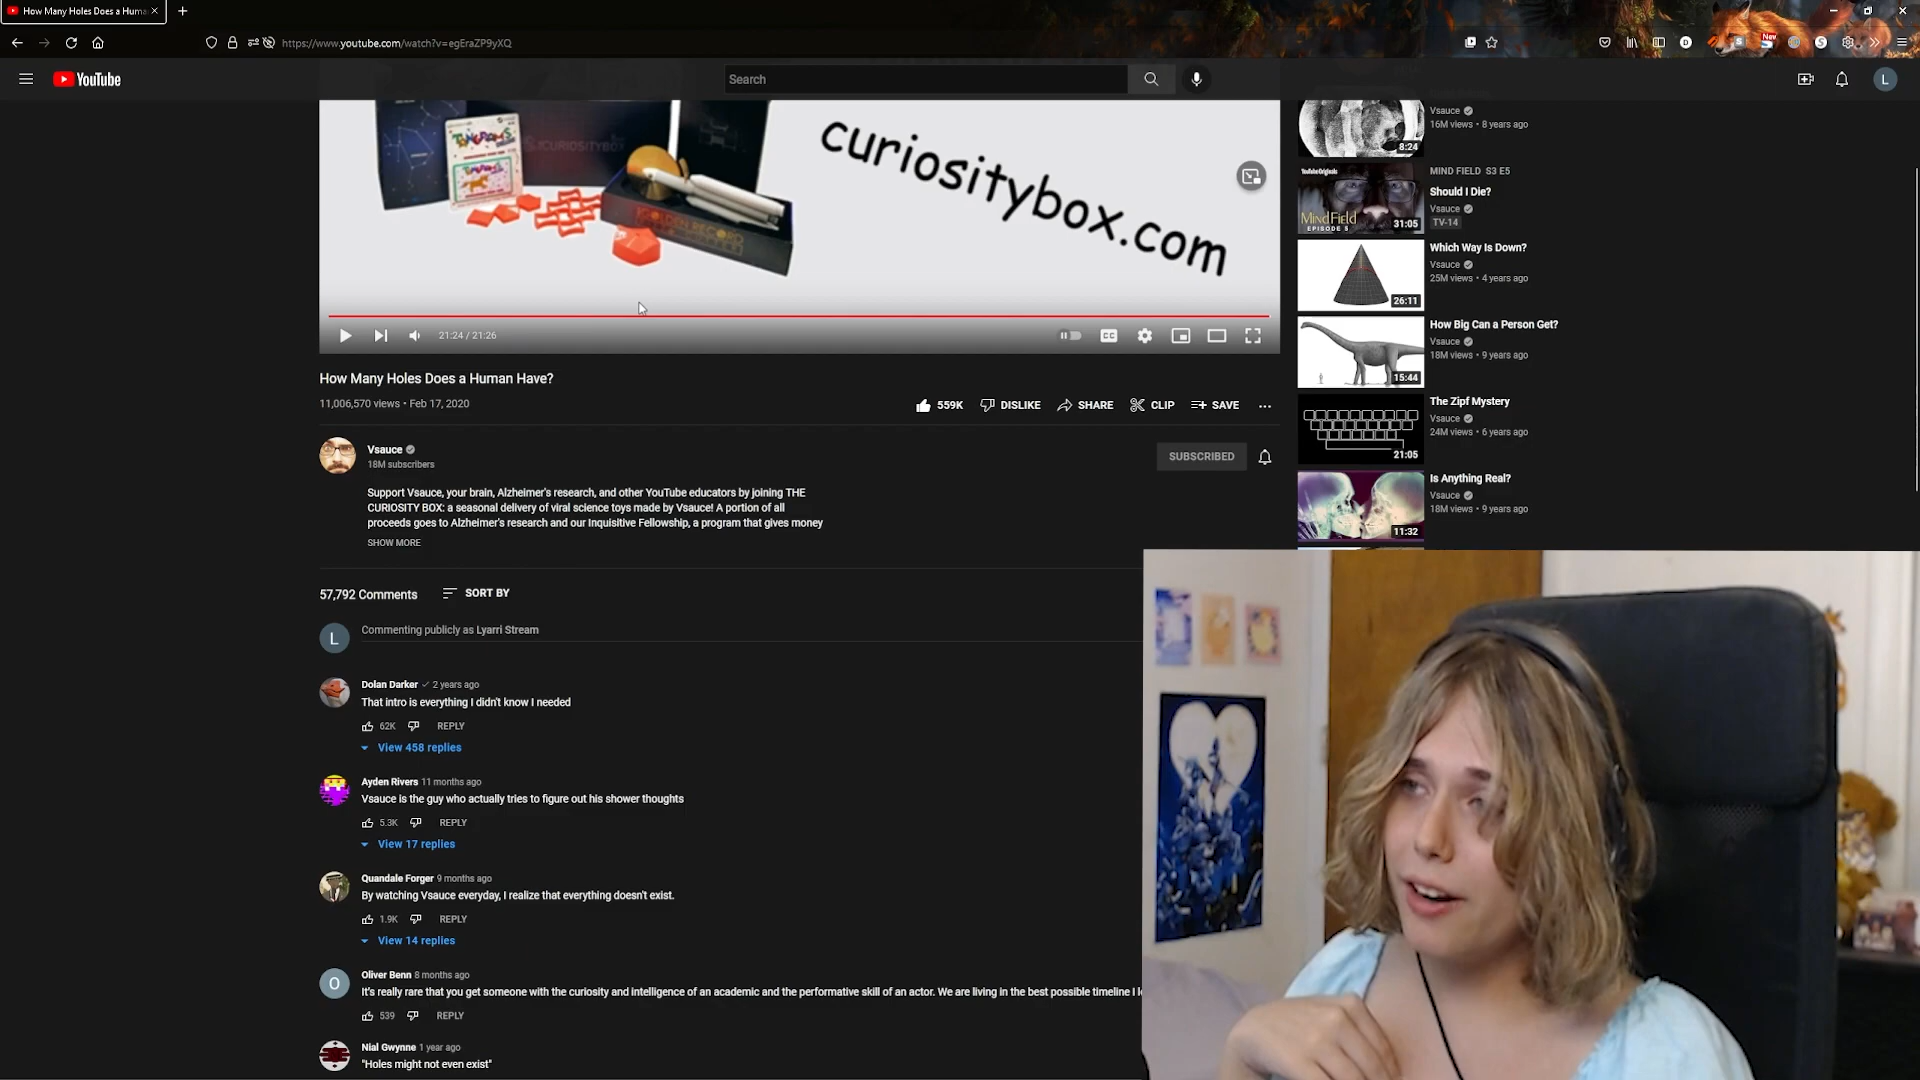 How Many Holes Does a Huma
https://www.youtube.com/watch?v=egEraZP9yXQ
New
YouTube
Search
L
TANGRAMS
CURIOSITYBOX
GOLDEN RECORD
curiositybox.com
21:24 / 21:26
CC
How Many Holes Does a Human Have?
11,006,570 views • Feb 17, 2020
559K
DISLIKE
SHARE
CLIP
SAVE
Vsauce
18M subscribers
SUBSCRIBED
Support Vsauce, your brain, Alzheimer's research, and other YouTube educators by joining THE
CURIOSITY BOX: a seasonal delivery of viral science toys made by Vsauce! A portion of all
proceeds goes to Alzheimer's research and our Inquisitive Fellowship, a program that gives money
SHOW MORE
57,792 Comments
SORT BY
L
Commenting publicly as Lyarri Stream
Dolan Darker 2 years ago
That intro is everything I didn't know I needed
62K
REPLY
View 458 replies
Ayden Rivers 11 months ago
Vsauce is the guy who actually tries to figure out his shower thoughts
5.3K
REPLY
View 17 replies
Quandale Forger 9 months ago
By watching Vsauce everyday, I realize that everything doesn't exist.
1.9K
REPLY
View 14 replies
O
Oliver Benn 8 months ago
It's really rare that you get someone with the curiosity and intelligence of an academic and the performative skill of an actor. We are living in the best possible timeline I
539
REPLY
Nial Gwynne 1 year ago
"Holes might not even exist"
Vsauce
16M views • 8 years ago
8:24
YouTube Originals
Mind Field
EPISODE 5
31:05
MIND FIELD S3 E5
Should I Die?
Vsauce
TV-14
26:11
Which Way Is Down?
Vsauce
25M views • 4 years ago
15:44
How Big Can a Person Get?
Vsauce
18M views • 9 years ago
21:05
The Zipf Mystery
Vsauce
24M views • 6 years ago
11:32
Is Anything Real?
Vsauce
18M views • 9 years ago